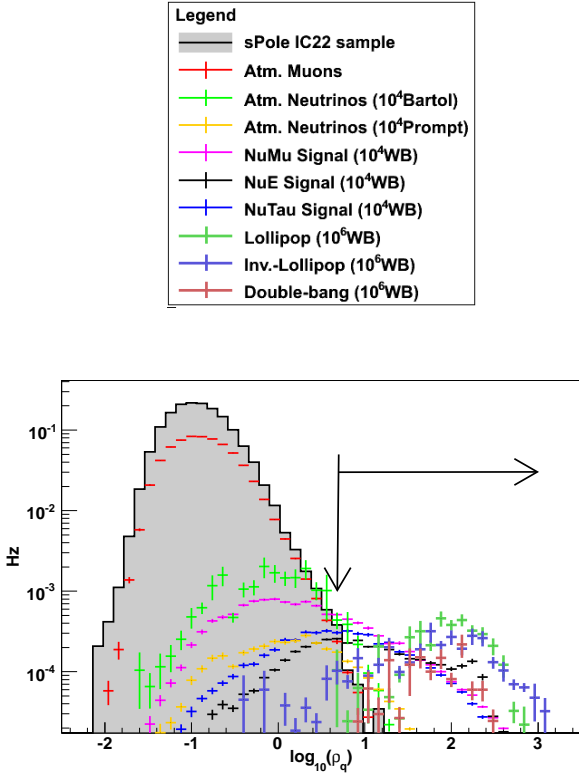 Legend
sPole IC22 sample
Atm. Muons
Atm. Neutrinos (10⁴Bartol)
Atm. Neutrinos (10⁴Prompt)
NuMu Signal (10⁴WB)
NuE Signal (10⁴WB)
NuTau Signal (10⁴WB)
Lollipop (10⁶WB)
Inv.-Lollipop (10⁶WB)
Double-bang (10⁶WB)
10⁻¹
10⁻²
10⁻³
10⁻⁴
Hz
-2 -1 0 1 2 3
log₁₀(ρ_q)